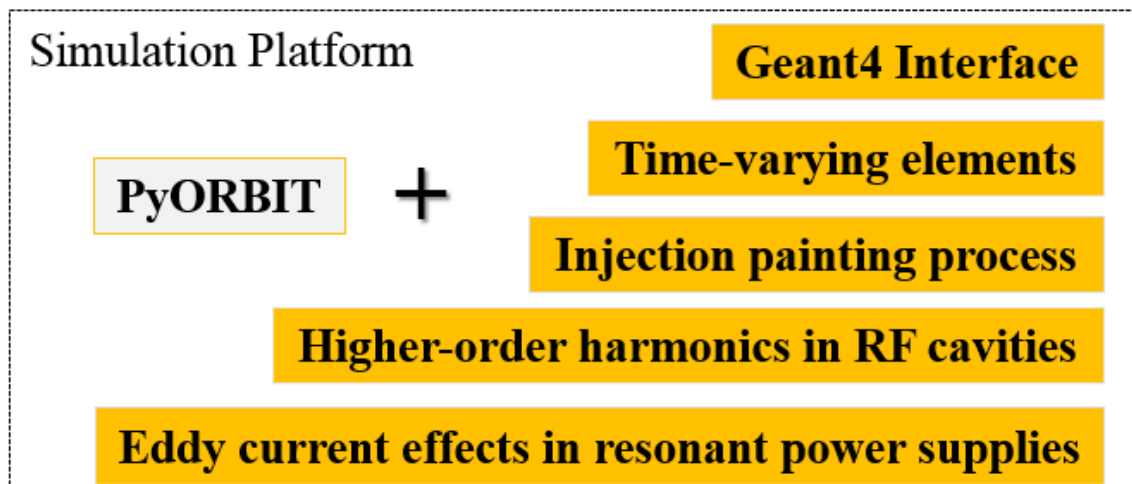 Simulation Platform
Geant4 Interface
Time-varying elements
PyORBIT +
Injection painting process
Higher-order harmonics in RF cavities
Eddy current effects in resonant power supplies